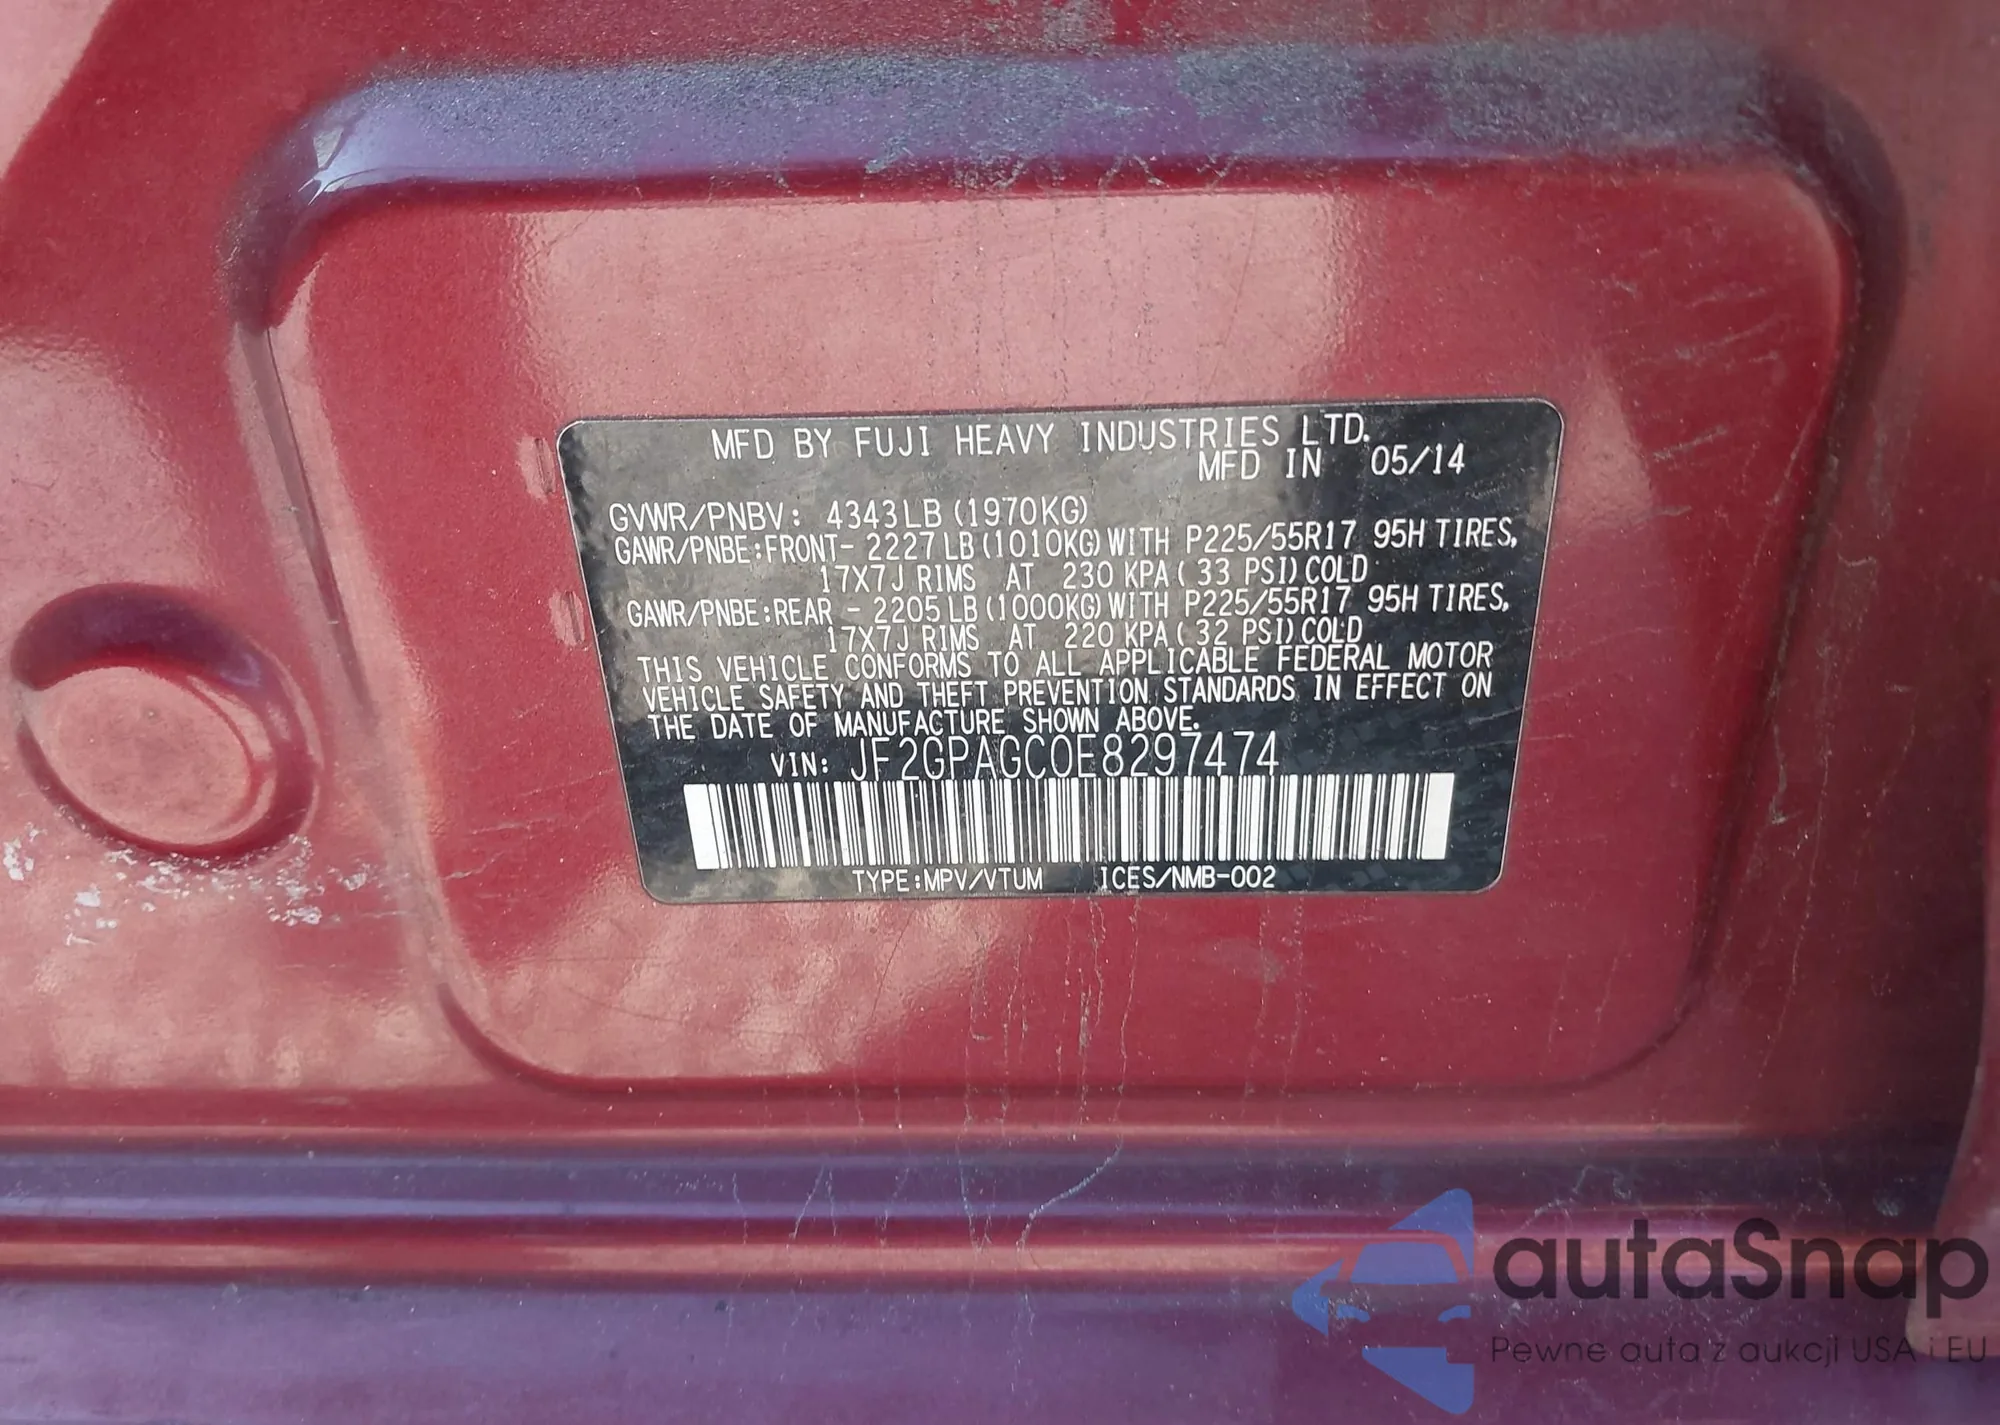 MFD BY FUJI HEAVY INDUSTRIES LTD.
MFD IN 05/14
GVWR/PNBV: 4343LB (1970KG)
GAWR/PNBE:FRONT- 2227LB(1010KG)WITH P225/55R17 95H TIRES,
17X7J RIMS AT 230 KPA( 33 PSI)COLD
GAWR/PNBE:REAR - 2205LB(1000KG)WITH P225/55R17 95H TIRES,
17X7J RIMS AT 220 KPA( 32 PSI)COLD
THIS VEHICLE CONFORMS TO ALL APPLICABLE FEDERAL MOTOR
VEHICLE SAFETY AND THEFT PREVENTION STANDARDS IN EFFECT ON
THE DATE OF MANUFACTURE SHOWN ABOVE.
VIN: JF2GPAGC0E8297474
TYPE:MPV/VTUM ICES/NMB-002
autaSnap
Pewne auta z aukcji USA i EU